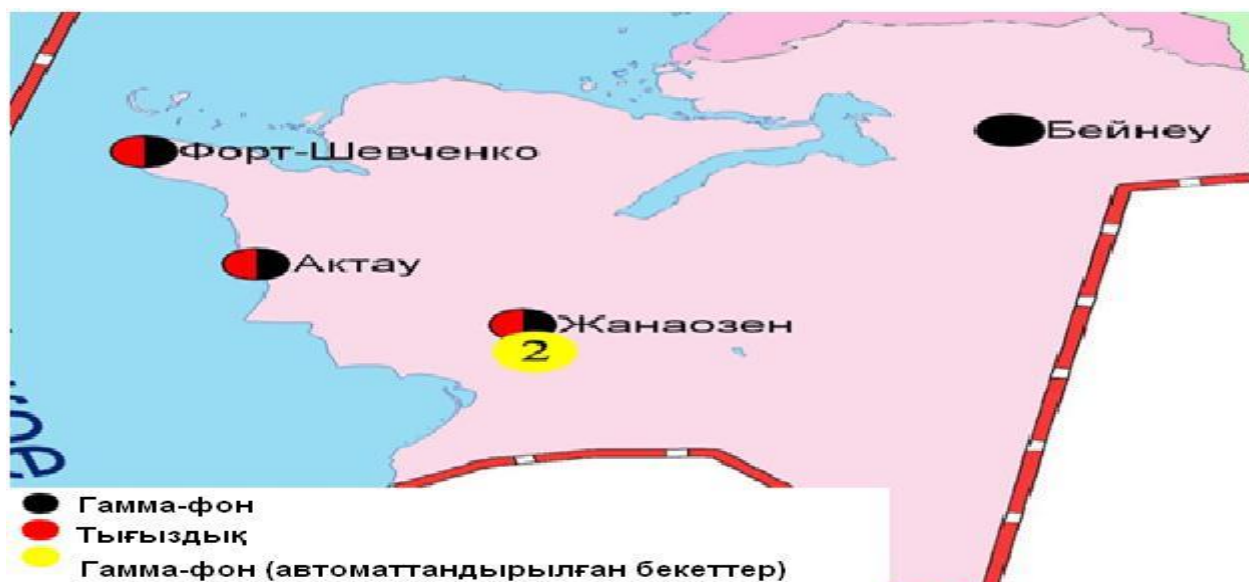 Бейнеу
Форт-Шевченко
Актау
Жанаозен
2
Гамма-фон
Тығыздық
Гамма-фон (автоматтандырылған бекеттер)